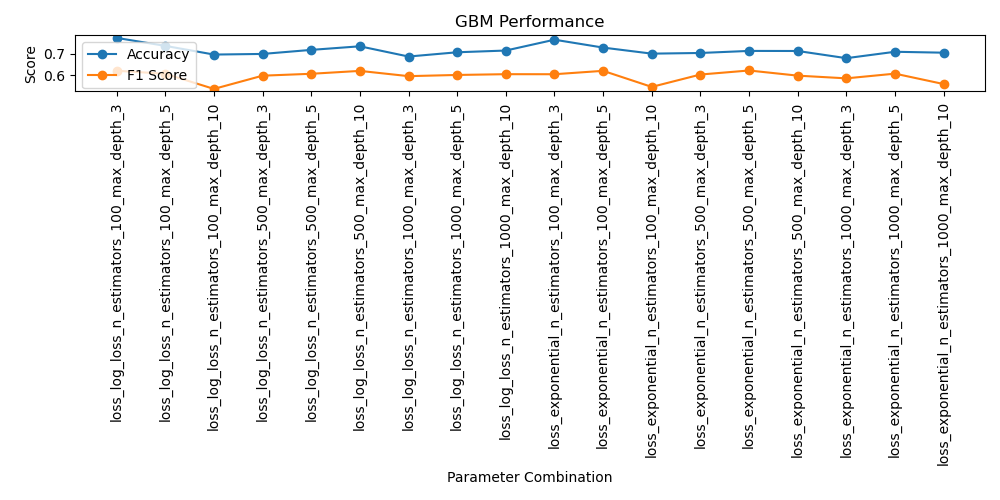 GBM Performance
Score
0.7
0.6
Accuracy
F1 Score
loss_log_loss_n_estimators_100_max_depth_3
loss_log_loss_n_estimators_100_max_depth_5
loss_log_loss_n_estimators_100_max_depth_10
loss_log_loss_n_estimators_500_max_depth_3
loss_log_loss_n_estimators_500_max_depth_5
loss_log_loss_n_estimators_500_max_depth_10
loss_log_loss_n_estimators_1000_max_depth_3
loss_log_loss_n_estimators_1000_max_depth_5
loss_log_loss_n_estimators_1000_max_depth_10
loss_exponential_n_estimators_100_max_depth_3
loss_exponential_n_estimators_100_max_depth_5
loss_exponential_n_estimators_100_max_depth_10
loss_exponential_n_estimators_500_max_depth_3
loss_exponential_n_estimators_500_max_depth_5
loss_exponential_n_estimators_500_max_depth_10
loss_exponential_n_estimators_1000_max_depth_3
loss_exponential_n_estimators_1000_max_depth_5
loss_exponential_n_estimators_1000_max_depth_10
Parameter Combination